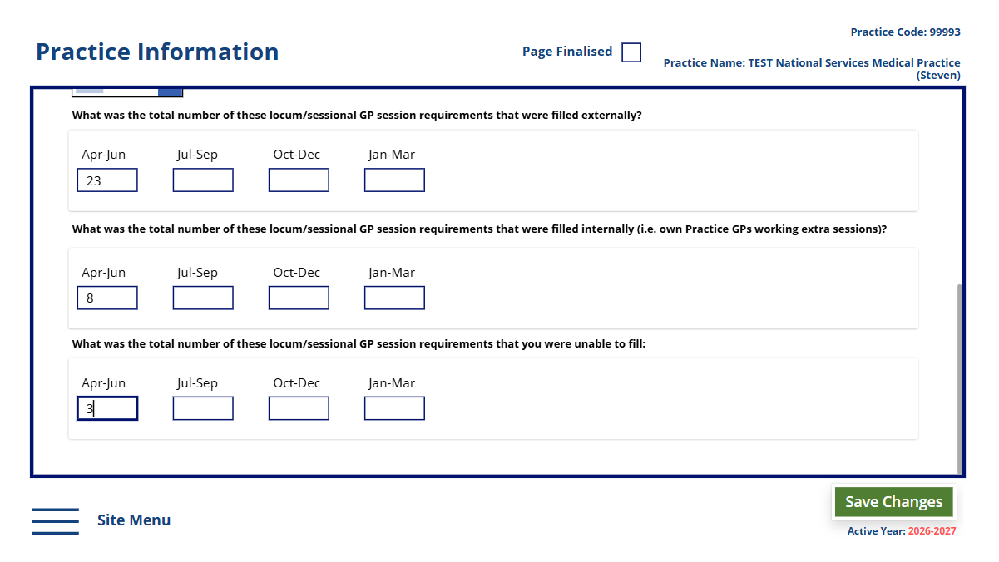 Practice Information
Page Finalised
Practice Code: 99993
Practice Name: TEST National Services Medical Practice
(Steven)
What was the total number of these locum/sessional GP session requirements that were filled externally?
Apr-Jun Jul-Sep Oct-Dec Jan-Mar
23
What was the total number of these locum/sessional GP session requirements that were filled internally (i.e. own Practice GPs working extra sessions)?
Apr-Jun Jul-Sep Oct-Dec Jan-Mar
8
What was the total number of these locum/sessional GP session requirements that you were unable to fill:
Apr-Jun Jul-Sep Oct-Dec Jan-Mar
3
Site Menu
Save Changes
Active Year: 2026-2027